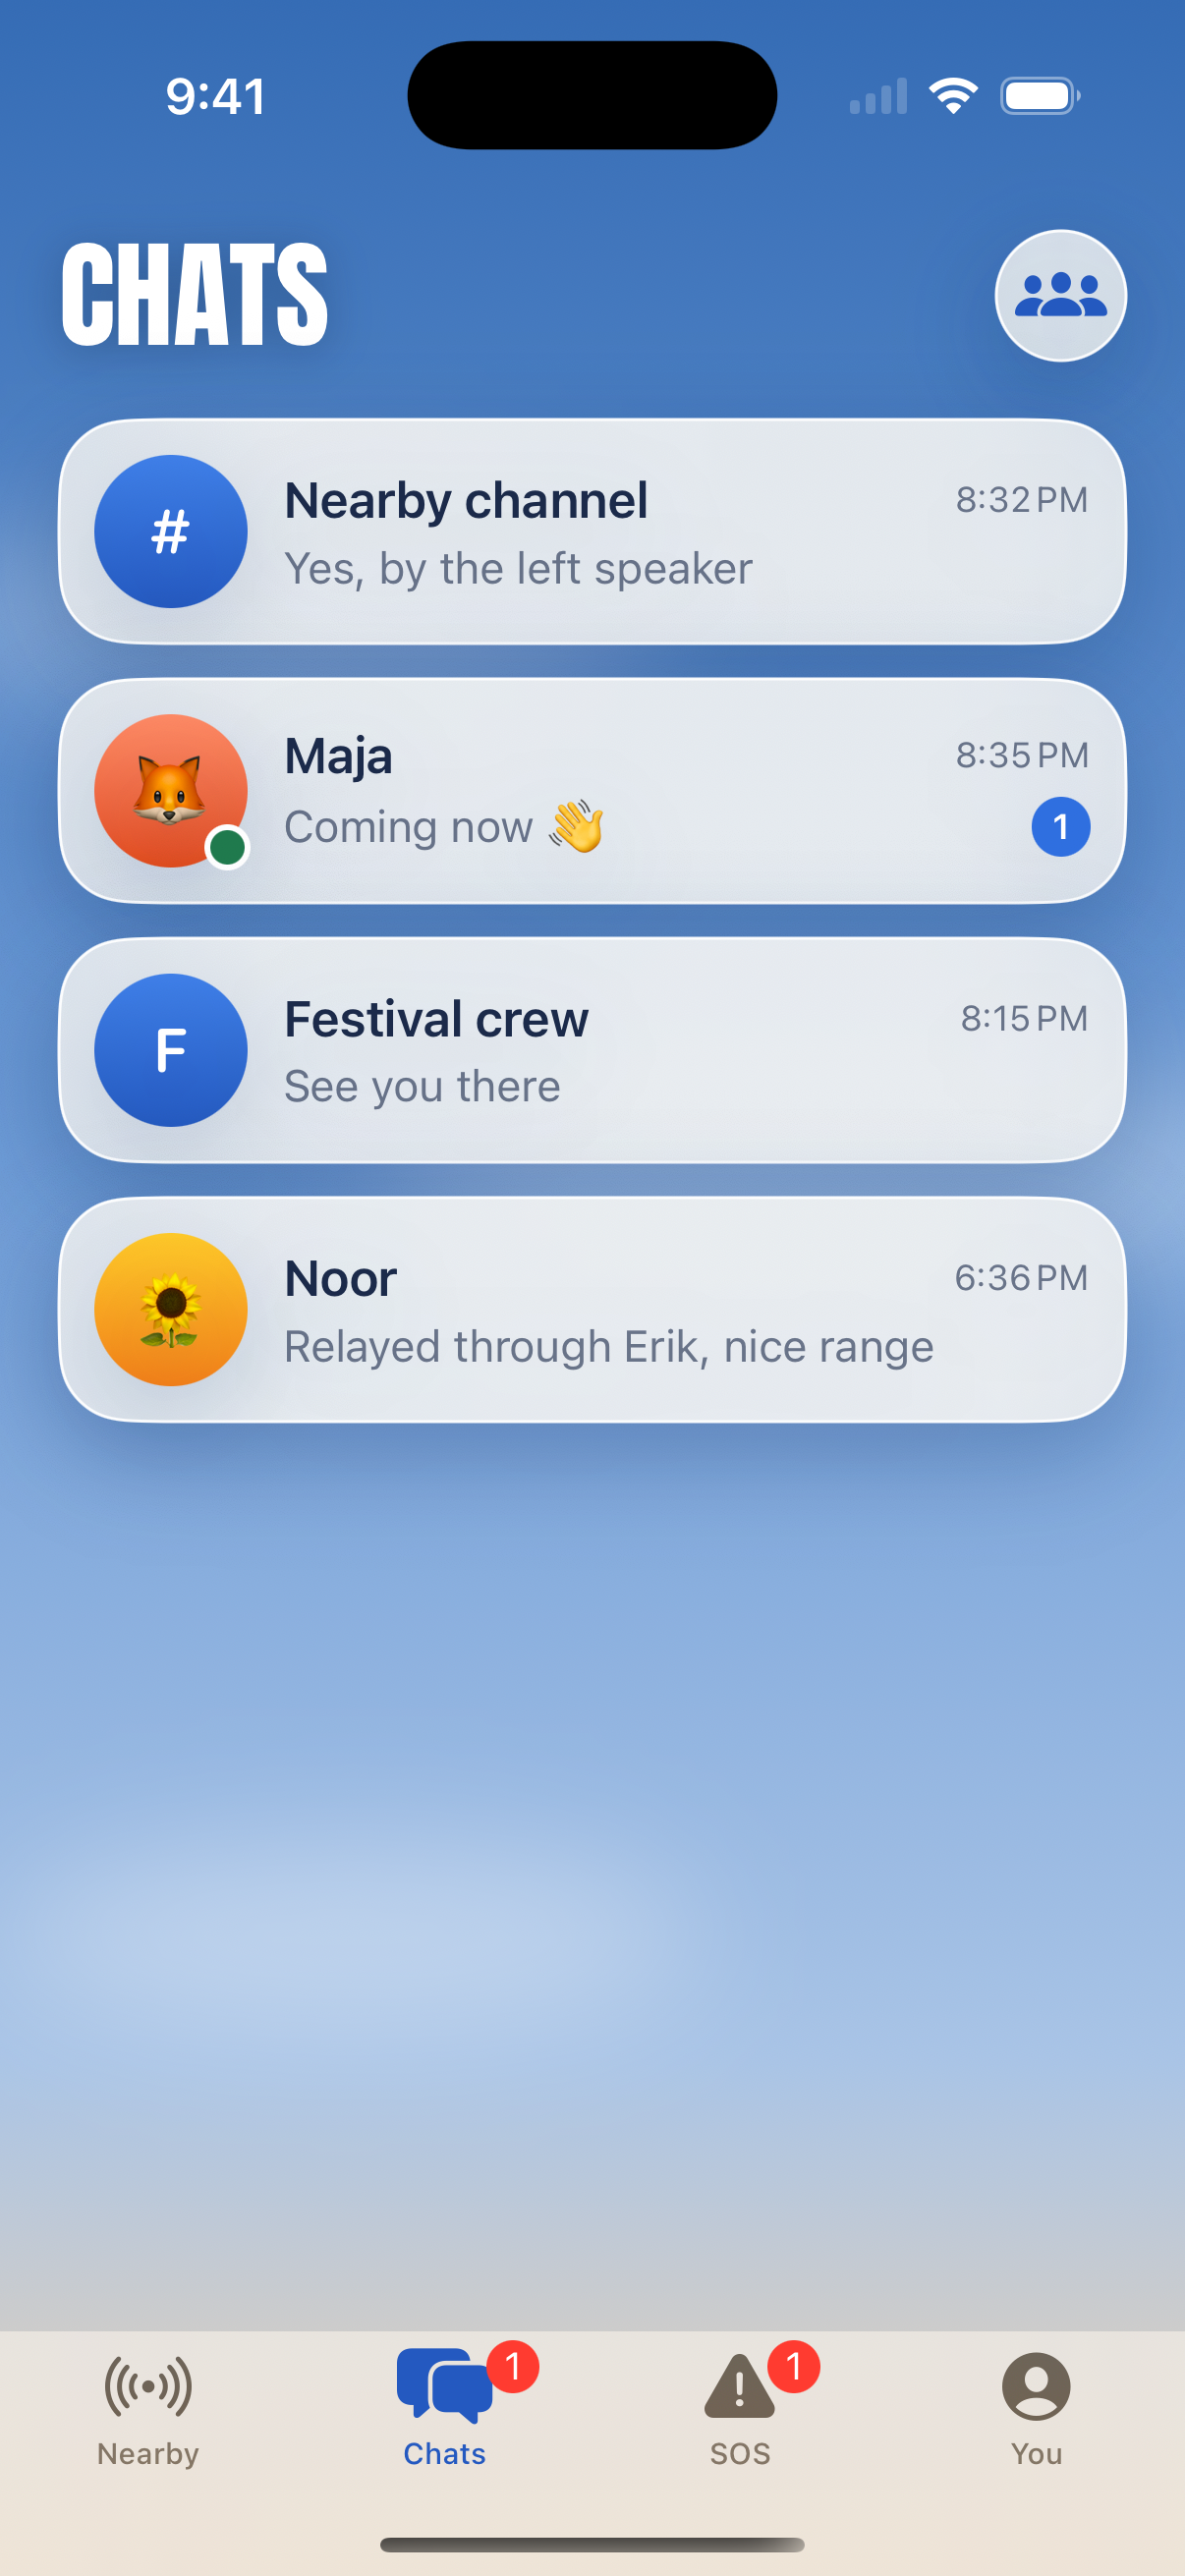 9:41
CHATS
#
Nearby channel
8:32 PM
Yes, by the left speaker
Maja
8:35 PM
Coming now 👋
1
F
Festival crew
8:15 PM
See you there
Noor
6:36 PM
Relayed through Erik, nice range
1
1
Nearby
Chats
SOS
You